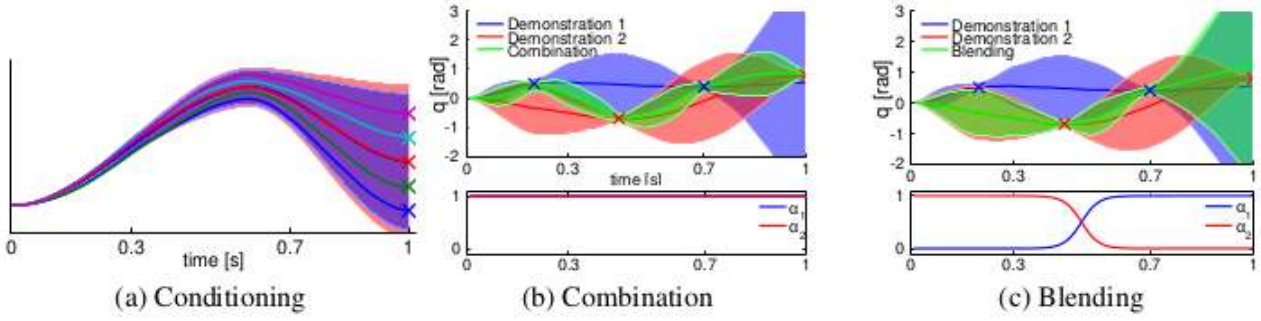 0
0.3
0.7
1
time [s]
(a) Conditioning
3
2
1
0
-1
-2
q [rad]
Demonstration 1
Demonstration 2
Combination
0
0.3
0.7
1
time [s]
1
0
α1
α2
0
0.3
0.7
1
(b) Combination
3
2
1
0
-1
-2
q [rad]
Demonstration 1
Demonstration 2
Blending
0
0.3
0.7
1
1
0
α1
α2
0
0.3
0.7
1
(c) Blending